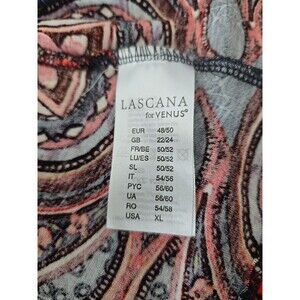 LASCANA
for VENUS®
EUR 48/50
GB 22/24
FR/BE 50/52
LU/ES 50/52
SL 50/52
IT 54/56
РУС 56/60
UA 56/60
RO 54/58
USA XL